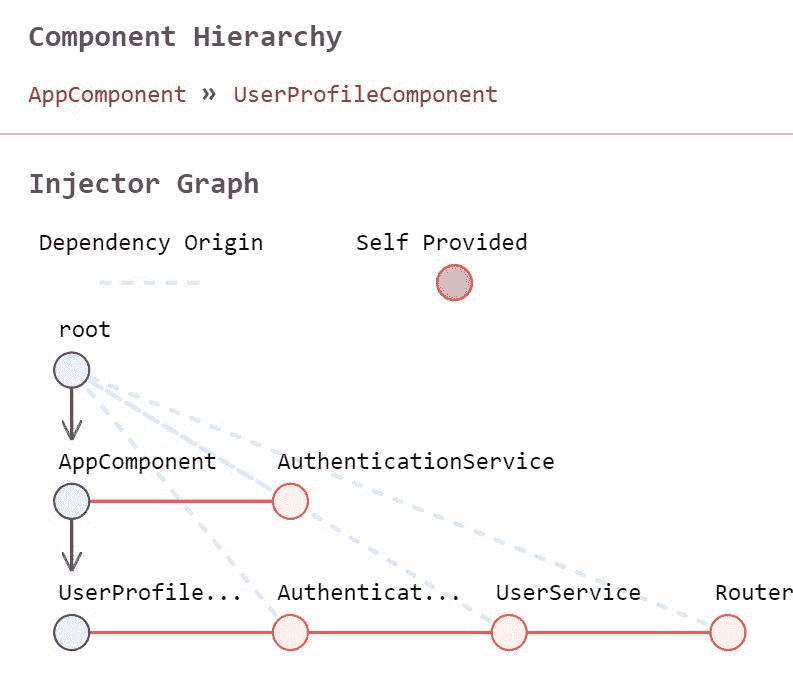 Component Hierarchy
AppComponent » UserProfileComponent
Injector Graph
Dependency Origin Self Provided
root
AppComponent AuthenticationService
UserProfile... Authenticat... UserService Router